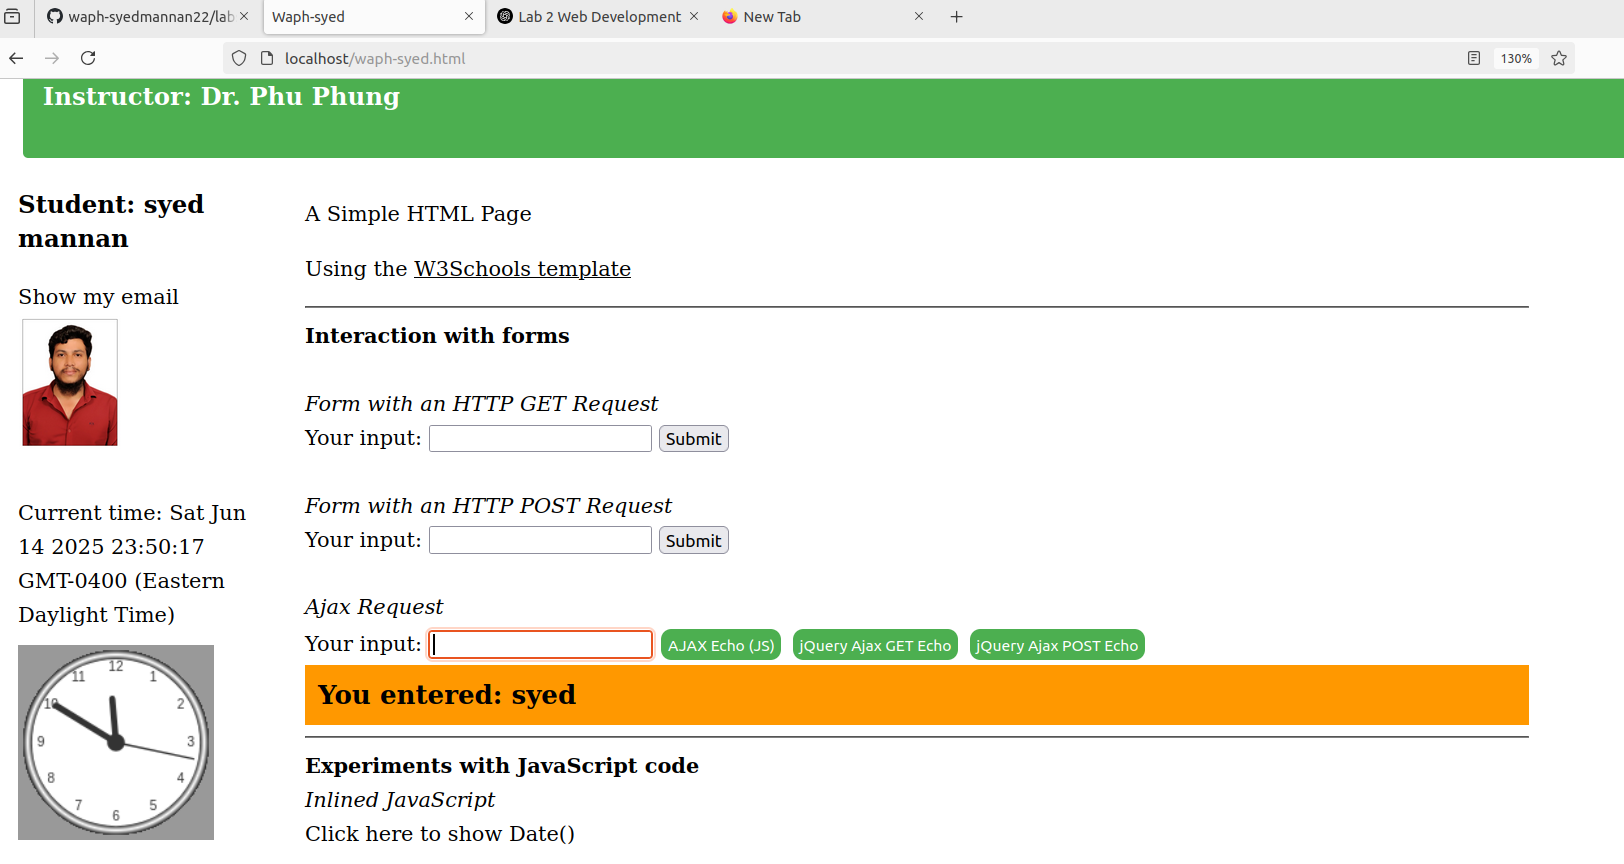 waph-syedmannan22/lab
Waph-syed
Lab 2 Web Development
New Tab
localhost/waph-syed.html
130%
Instructor: Dr. Phu Phung
Student: syed
mannan
Show my email
Current time: Sat Jun
14 2025 23:50:17
GMT-0400 (Eastern
Daylight Time)
12
1
2
3
4
5
6
7
8
9
10
11
A Simple HTML Page
Using the W3Schools template
Interaction with forms
Form with an HTTP GET Request
Your input: Submit
Form with an HTTP POST Request
Your input: Submit
Ajax Request
Your input: AJAX Echo (JS) jQuery Ajax GET Echo jQuery Ajax POST Echo
You entered: syed
Experiments with JavaScript code
Inlined JavaScript
Click here to show Date()